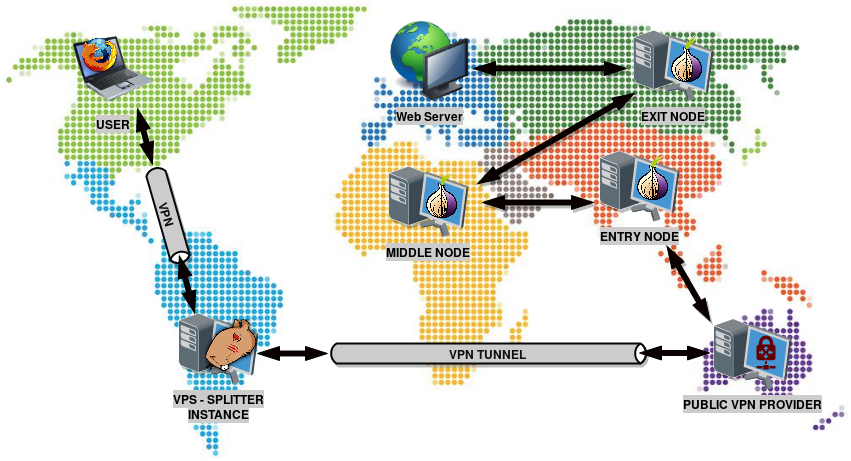 USER
Web Server
EXIT NODE
VPN
MIDDLE NODE
ENTRY NODE
VPS - SPLITTER
INSTANCE
VPN TUNNEL
PUBLIC VPN PROVIDER